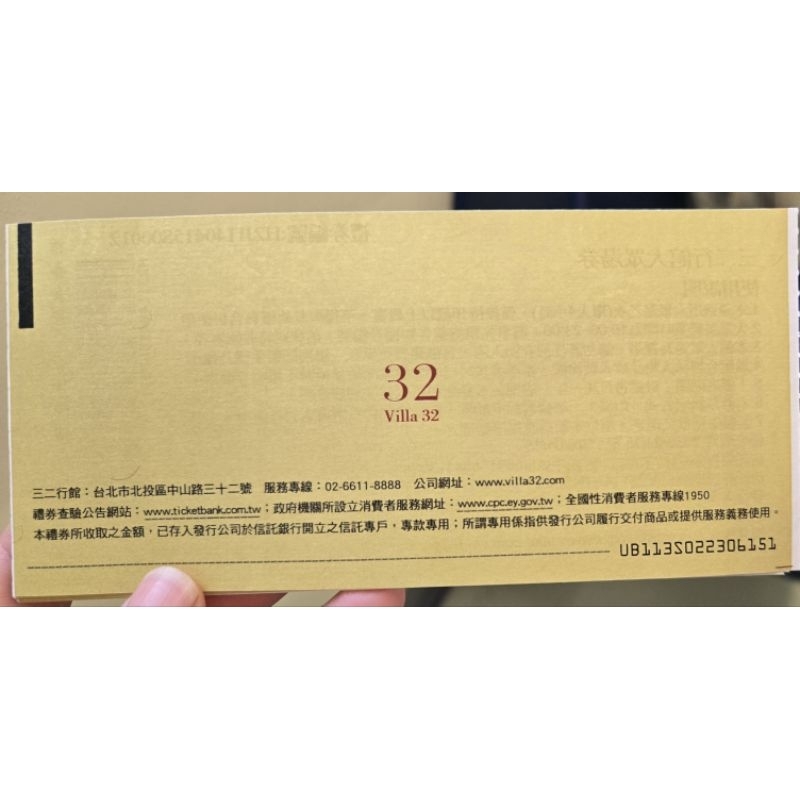 32
Villa 32
三二行館：台北市北投區中山路三十二號 服務專線：02-6611-8888 公司網址：www.villa32.com
禮券查驗公告網站：www.ticketbank.com.tw；政府機關所設立消費者服務網址：www.cpc.ey.gov.tw；全國性消費者服務專線1950
本禮券所收取之金額，已存入發行公司於信託銀行開立之信託專戶，專款專用；所謂專用係指供發行公司履行交付商品或提供服務義務使用。
UB113S022306151